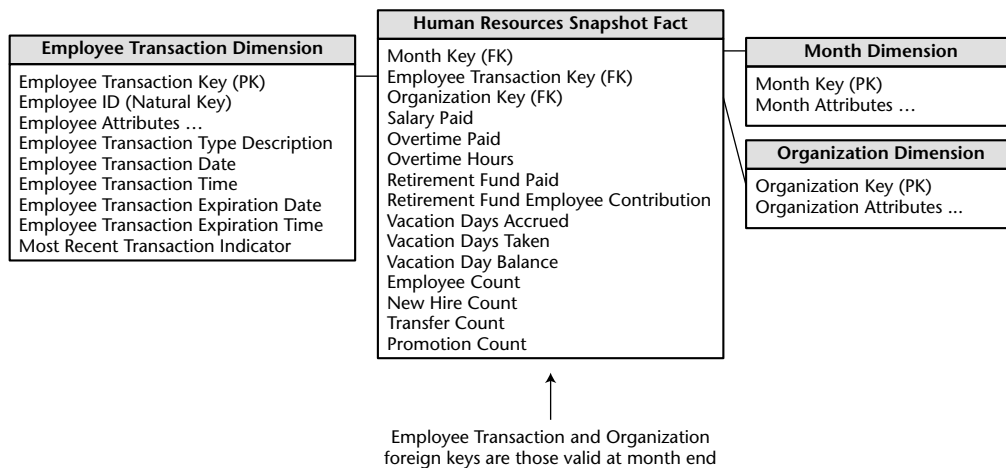 Employee Transaction Dimension
Employee Transaction Key (PK)
Employee ID (Natural Key)
Employee Attributes …
Employee Transaction Type Description
Employee Transaction Date
Employee Transaction Time
Employee Transaction Expiration Date
Employee Transaction Expiration Time
Most Recent Transaction Indicator
Human Resources Snapshot Fact
Month Key (FK)
Employee Transaction Key (FK)
Organization Key (FK)
Salary Paid
Overtime Paid
Overtime Hours
Retirement Fund Paid
Retirement Fund Employee Contribution
Vacation Days Accrued
Vacation Days Taken
Vacation Day Balance
Employee Count
New Hire Count
Transfer Count
Promotion Count
Month Dimension
Month Key (PK)
Month Attributes …
Organization Dimension
Organization Key (PK)
Organization Attributes ...
Employee Transaction and Organization
foreign keys are those valid at month end